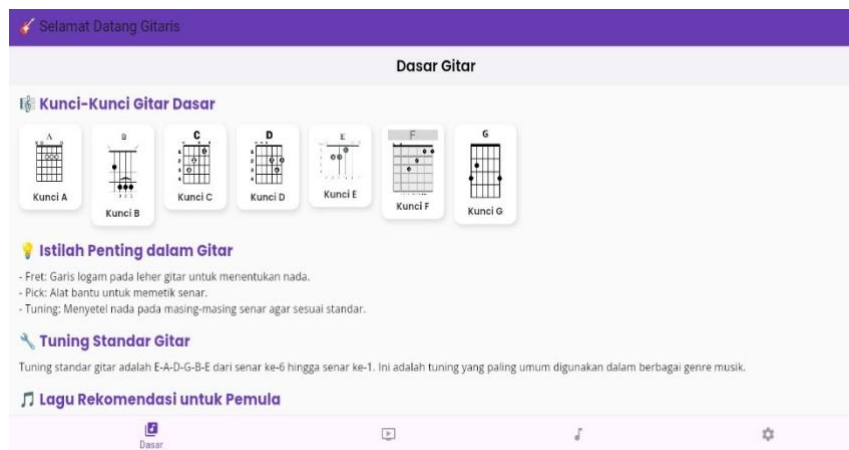 Selamat Datang Gitaris
Dasar Gitar
Kunci-Kunci Gitar Dasar
A B C D E F G
Kunci A Kunci B Kunci C Kunci D Kunci E Kunci F Kunci G
Istilah Penting dalam Gitar
- Fret: Garis logam pada leher gitar untuk menentukan nada.
- Pick: Alat bantu untuk memetik senar.
- Tuning: Menyetel nada pada masing-masing senar agar sesuai standar.
Tuning Standar Gitar
Tuning standar gitar adalah E-A-D-G-B-E dari senar ke-6 hingga senar ke-1. Ini adalah tuning yang paling umum digunakan dalam berbagai genre musik.
Lagu Rekomendasi untuk Pemula
Dasar